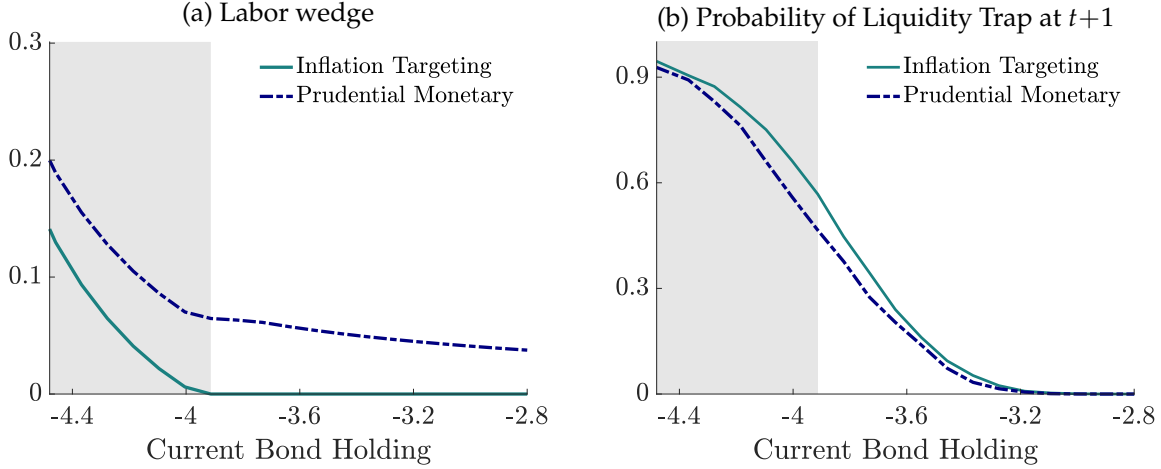 (a) Labor wedge
0.3
0.2
0.1
0
-4.4
-4
-3.6
-3.2
-2.8
Current Bond Holding
Inflation Targeting
Prudential Monetary
(b) Probability of Liquidity Trap at t+1
0.9
0.6
0.3
0
-4.4
-4
-3.6
-3.2
-2.8
Current Bond Holding
Inflation Targeting
Prudential Monetary